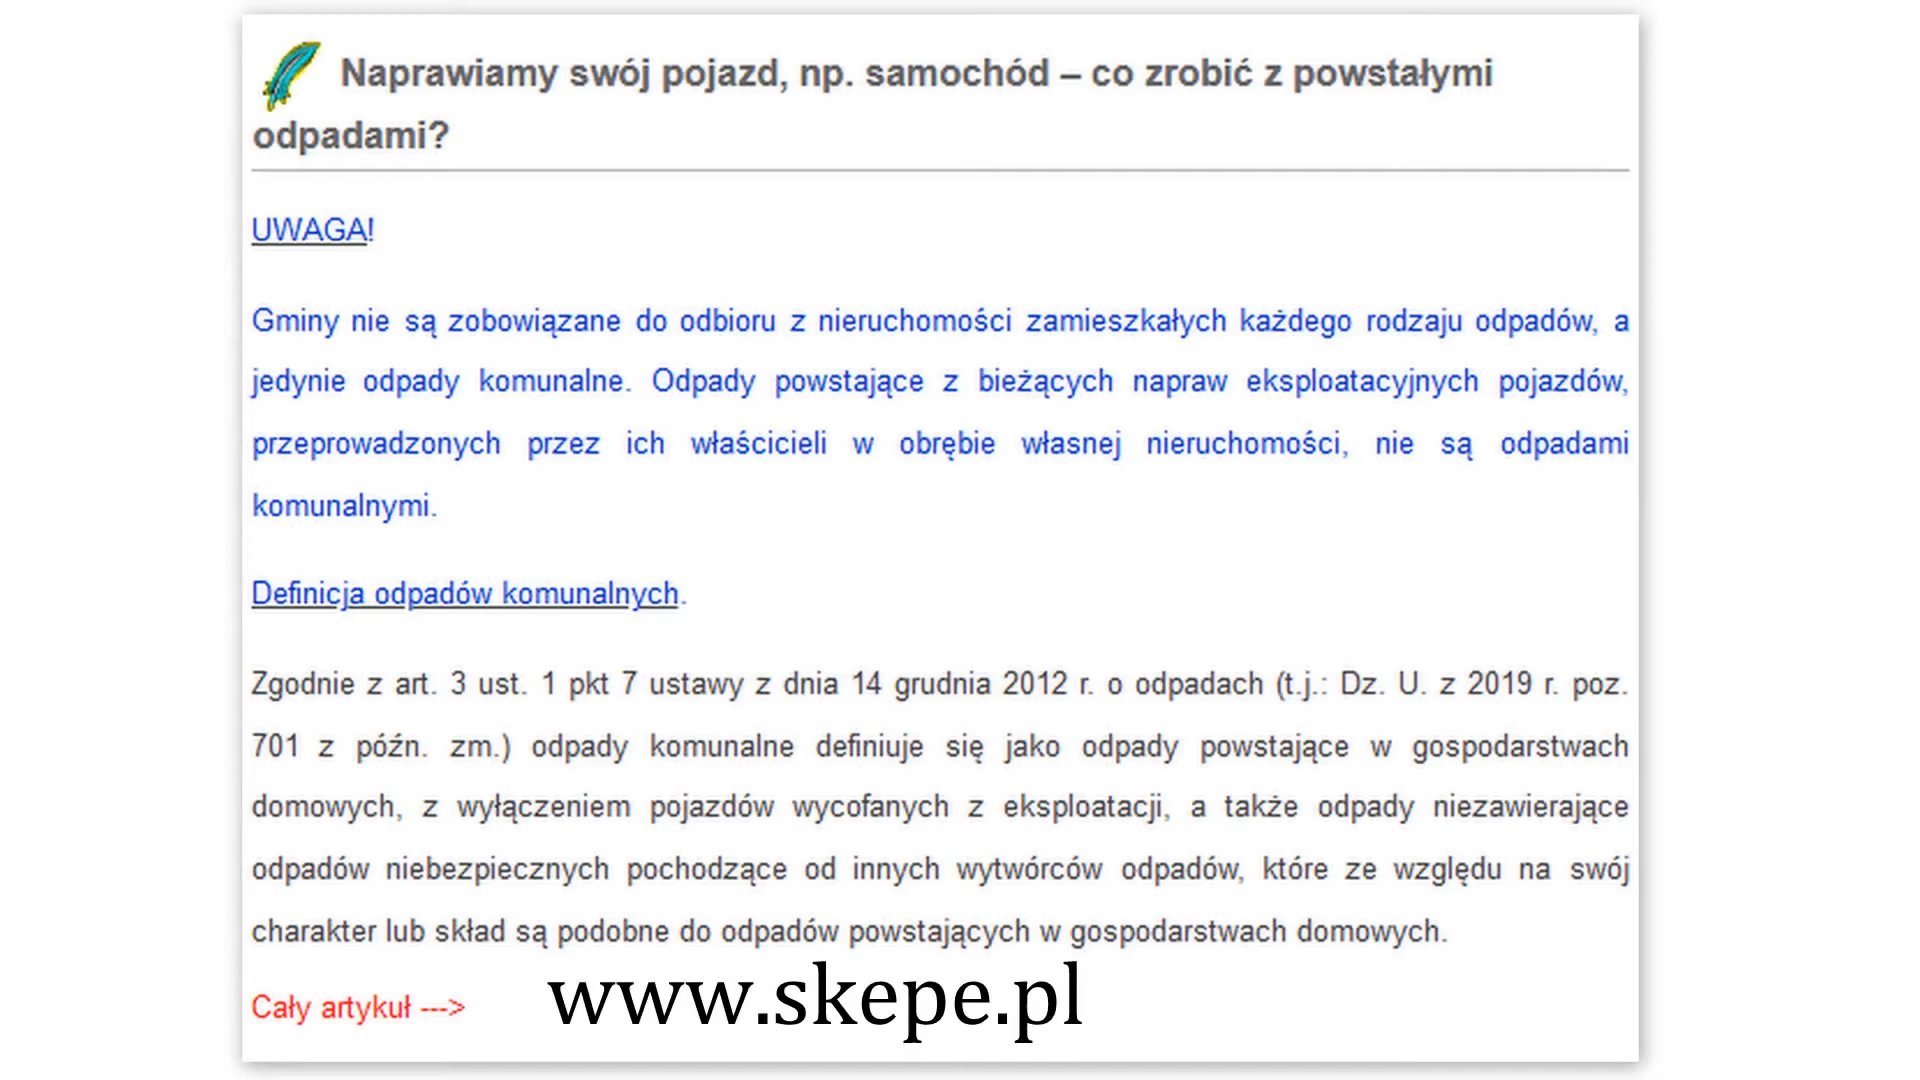 Naprawiamy swój pojazd, np. samochód – co zrobić z powstałymi
odpadami?
UWAGA!
Gminy nie są zobowiązane do odbioru z nieruchomości zamieszkałych każdego rodzaju odpadów, a
jedynie odpady komunalne. Odpady powstające z bieżących napraw eksploatacyjnych pojazdów,
przeprowadzonych przez ich właścicieli w obrębie własnej nieruchomości, nie są odpadami
komunalnymi.
Definicja odpadów komunalnych.
Zgodnie z art. 3 ust. 1 pkt 7 ustawy z dnia 14 grudnia 2012 r. o odpadach (t.j.: Dz. U. z 2019 r. poz.
701 z późn. zm.) odpady komunalne definiuje się jako odpady powstające w gospodarstwach
domowych, z wyłączeniem pojazdów wycofanych z eksploatacji, a także odpady niezawierające
odpadów niebezpiecznych pochodzące od innych wytwórców odpadów, które ze względu na swój
charakter lub skład są podobne do odpadów powstających w gospodarstwach domowych.
Cały artykuł ---> www.skepe.pl